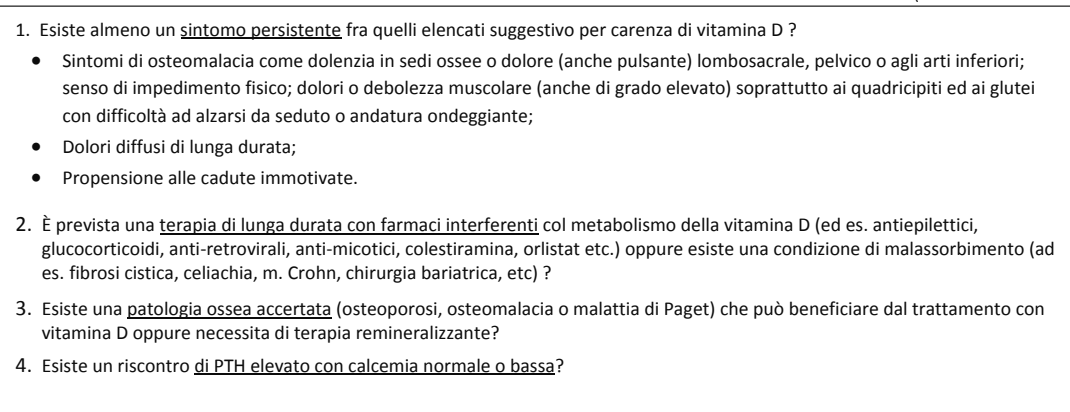 1. Esiste almeno un sintomo persistente fra quelli elencati suggestivo per carenza di vitamina D ?
• Sintomi di osteomalacia come dolenzia in sedi ossee o dolore (anche pulsante) lombosacrale, pelvico o agli arti inferiori;
senso di impedimento fisico; dolori o debolezza muscolare (anche di grado elevato) soprattutto ai quadricipiti ed ai glutei
con difficoltà ad alzarsi da seduto o andatura ondeggiante;
• Dolori diffusi di lunga durata;
• Propensione alle cadute immotivate.
2. È prevista una terapia di lunga durata con farmaci interferenti col metabolismo della vitamina D (ed es. antiepilettici,
glucocorticoidi, anti-retrovirali, anti-micotici, colestiramina, orlistat etc.) oppure esiste una condizione di malassorbimento (ad
es. fibrosi cistica, celiachia, m. Crohn, chirurgia bariatrica, etc) ?
3. Esiste una patologia ossea accertata (osteoporosi, osteomalacia o malattia di Paget) che può beneficiare dal trattamento con
vitamina D oppure necessita di terapia remineralizzante?
4. Esiste un riscontro di PTH elevato con calcemia normale o bassa?